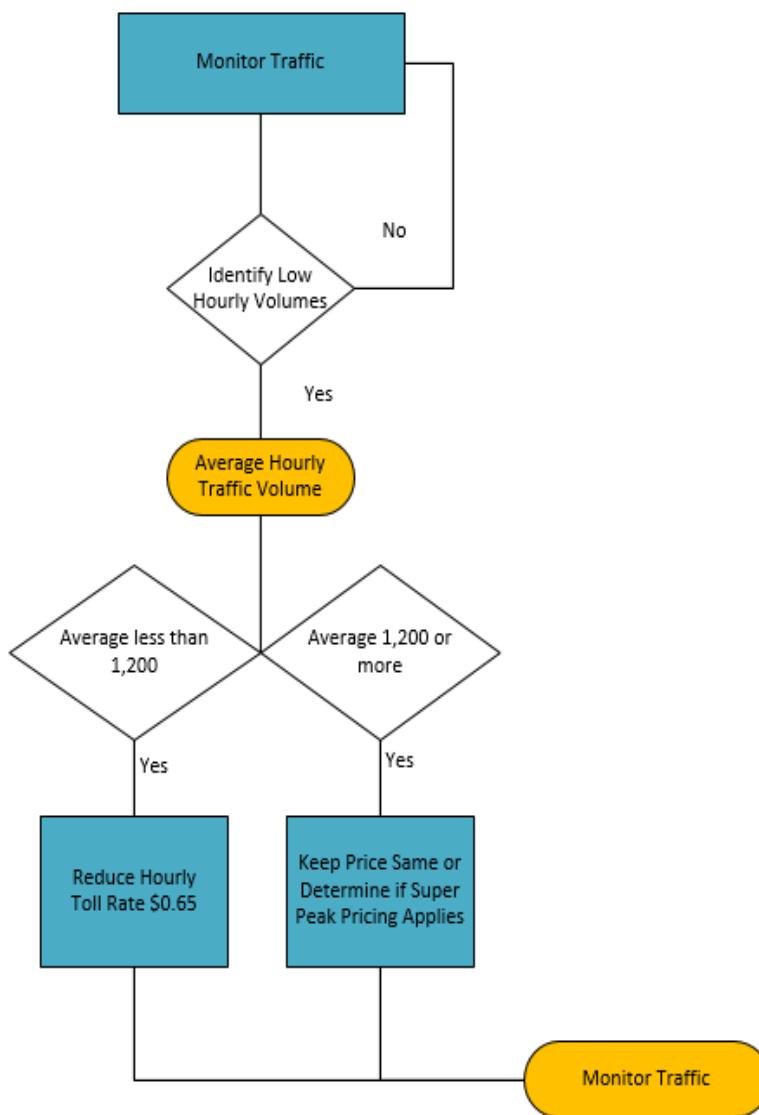 Monitor Traffic
No
Identify Low
Hourly Volumes
Yes
Average Hourly
Traffic Volume
Average less than
1,200
Average 1,200 or
more
Yes
Yes
Reduce Hourly
Toll Rate $0.65
Keep Price Same or
Determine if Super
Peak Pricing Applies
Monitor Traffic